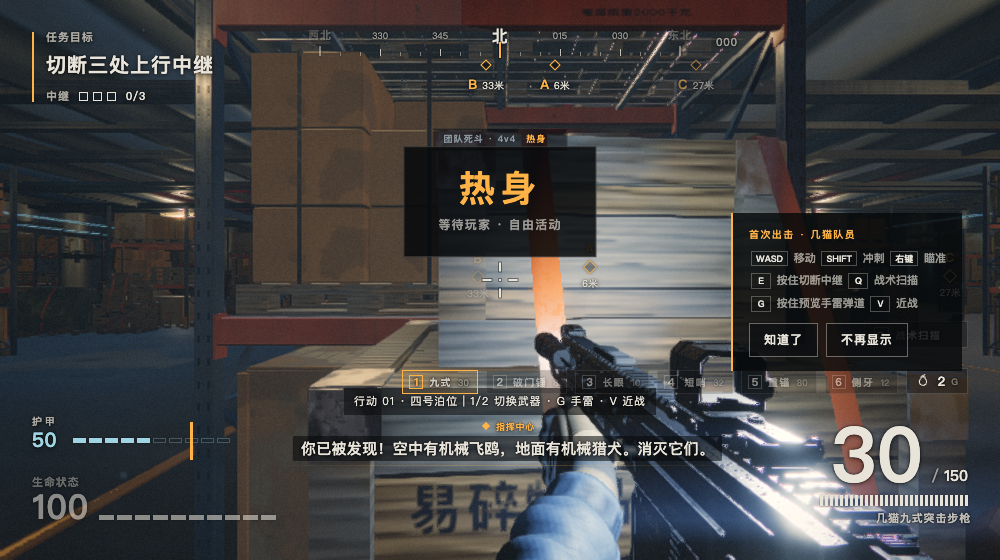 任务目标
切断三处上行中继
中继 0/3
西北 330 345 北 015 030 东北 000
B 33米 A 6米 C 27米
团队死斗 · 4v4 热身
热身
等待玩家 · 自由活动
33米 6米 27米
首次出击 · 几猫队员
WASD 移动 SHIFT 冲刺 右键 瞄准
E 按住切断中继 Q 战术扫描
G 按住预览手雷弹道 V 近战
知道了 不再显示
1 九式 30 2 3 长眼 4 短哨 32 5 80 6 侧牙 12 2 G
行动 01 · 四号泊位 | 1/2 切换武器 · G 手雷 · V 近战
指挥中心
你已被发现！空中有机械飞鸥，地面有机械猎犬。消灭它们。
护甲
50
生命状态
100
30 / 150
几猫九式突击步枪
易碎